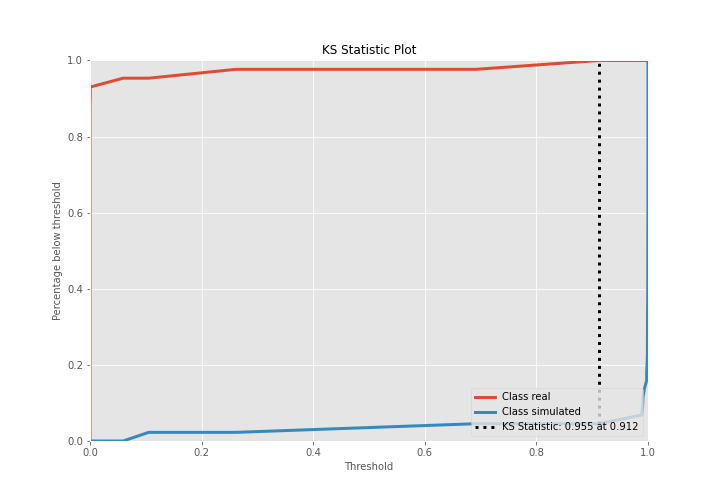 KS Statistic Plot
1.0
0.8
0.6
0.4
0.2
0.0
Percentage below threshold
0.0 0.2 0.4 0.6 0.8 1.0
Threshold
Class real
Class simulated
KS Statistic: 0.955 at 0.912